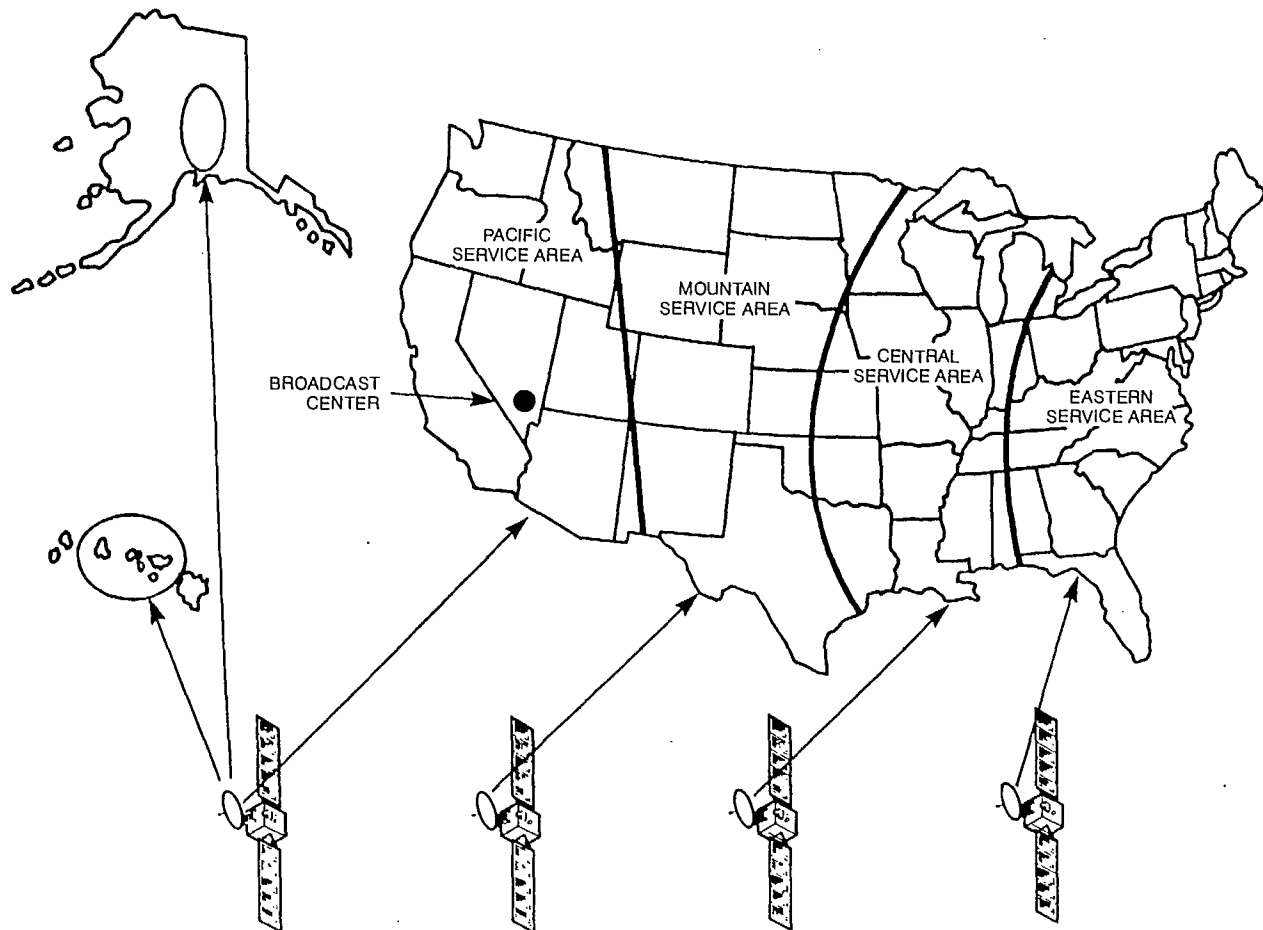 PACIFIC
SERVICE AREA
MOUNTAIN
SERVICE AREA
CENTRAL
SERVICE AREA
BROADCAST
CENTER
EASTERN
SERVICE AREA